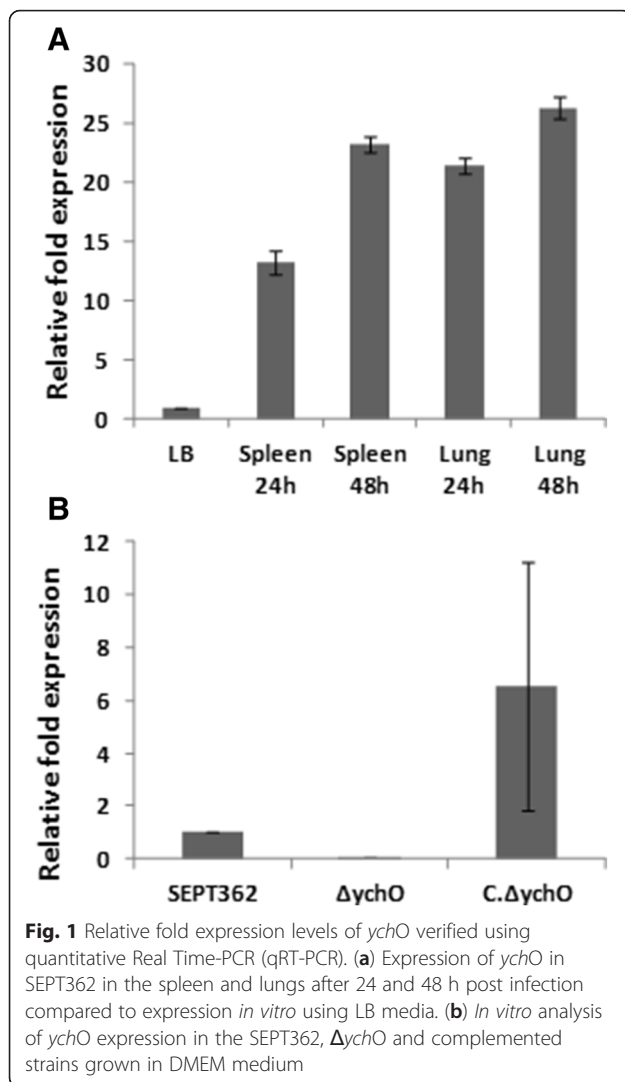 A
Relative fold expression
30
25
20
15
10
5
0
LB
Spleen 24h
Spleen 48h
Lung 24h
Lung 48h
B
Relative fold expression
12
10
8
6
4
2
0
SEPT362
ΔychO
C.ΔychO
Fig. 1 Relative fold expression levels of ychO verified using
quantitative Real Time-PCR (qRT-PCR). (a) Expression of ychO in
SEPT362 in the spleen and lungs after 24 and 48 h post infection
compared to expression in vitro using LB media. (b) In vitro analysis
of ychO expression in the SEPT362, ΔychO and complemented
strains grown in DMEM medium